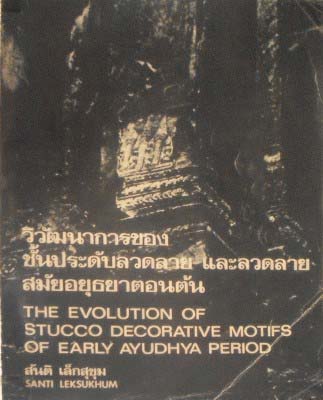 วิวัฒนาการของ
ชั้นประดับลวดลาย และลวดลาย
สมัยอยุธยาตอนต้น
THE EVOLUTION OF
STUCCO DECORATIVE MOTIFS
OF EARLY AYUDHYA PERIOD
สันติ เล็กสุขุม
SANTI LEKSUKHUM